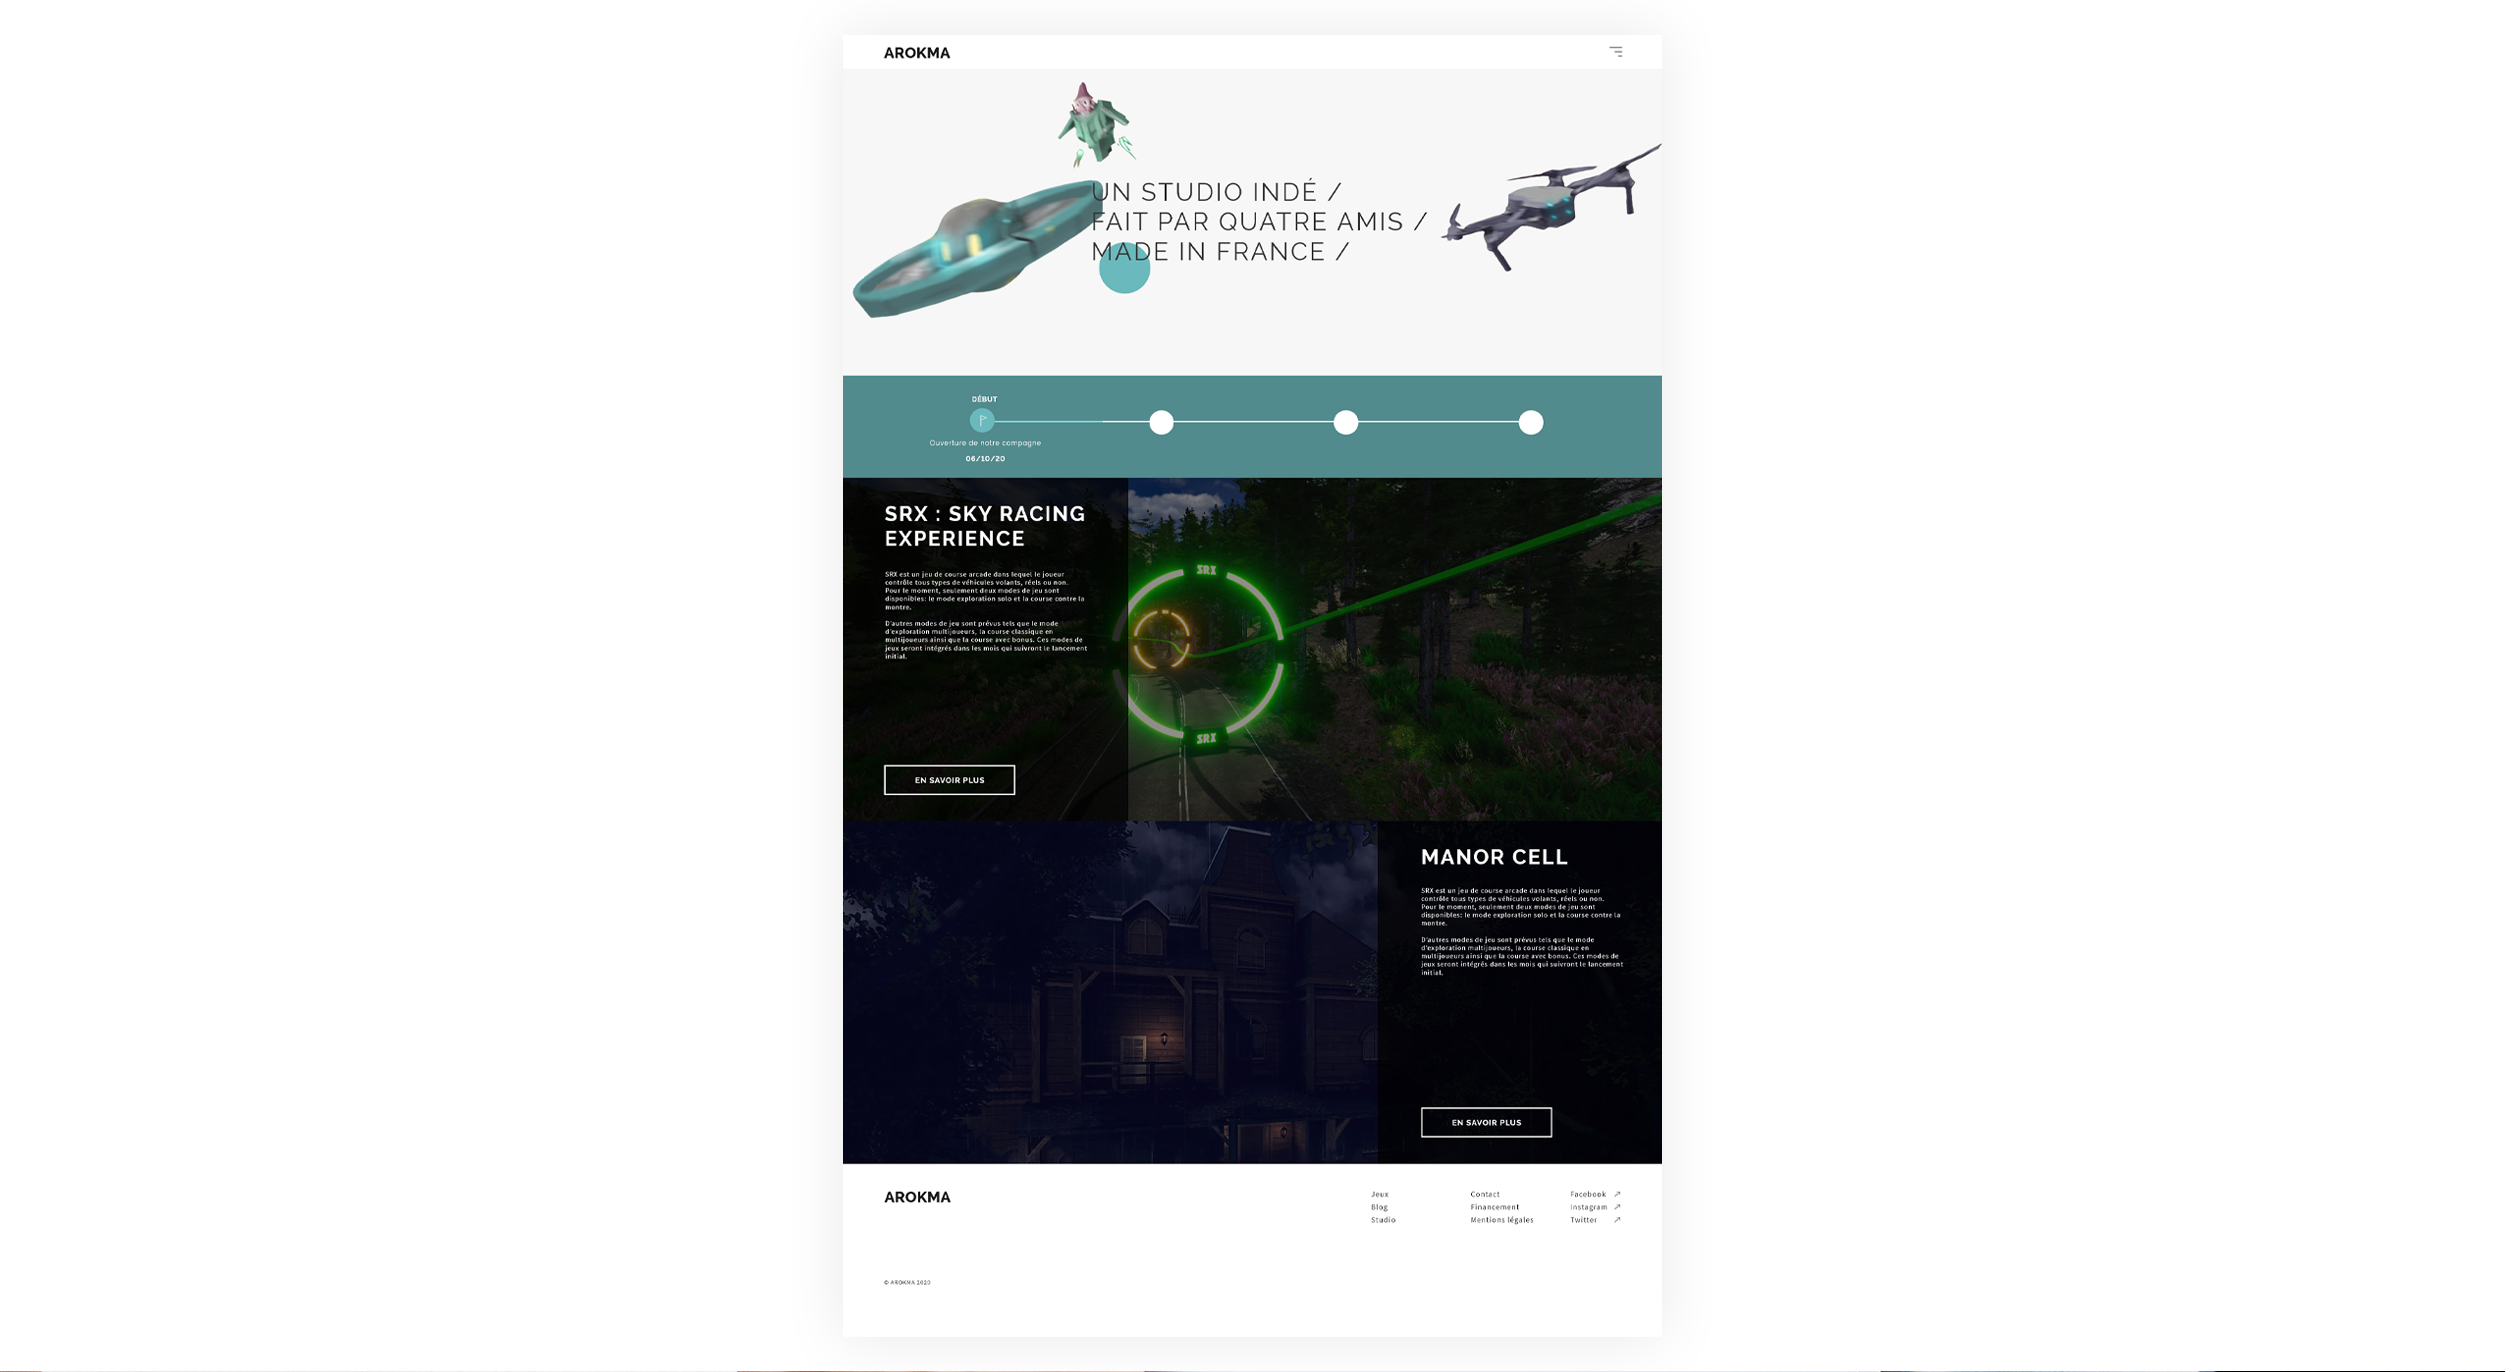 AROKMA
UN STUDIO INDÉ /
FAIT PAR QUATRE AMIS /
MADE IN FRANCE /
DÉBUT
Ouverture de notre campagne
06/10/20
SRX : SKY RACING
EXPERIENCE
SRX est un jeu de course arcade dans lequel le joueur
contrôle tous types de véhicules volants, réels ou non.
Pour le moment, seulement deux modes de jeu sont
disponibles: le mode exploration solo et la course contre la
montre.
D'autres modes de jeu sont prévus tels que le mode
d'exploration multijoueurs, la course classique en
multijoueurs ainsi que la course avec bonus. Ces modes de
jeux seront intégrés dans les mois qui suivront le lancement
initial.
EN SAVOIR PLUS
SRX
SRX
MANOR CELL
SRX est un jeu de course arcade dans lequel le joueur
contrôle tous types de véhicules volants, réels ou non.
Pour le moment, seulement deux modes de jeu sont
disponibles: le mode exploration solo et la course contre la
montre.
D'autres modes de jeu sont prévus tels que le mode
d'exploration multijoueurs, la course classique en
multijoueurs ainsi que la course avec bonus. Ces modes de
jeux seront intégrés dans les mois qui suivront le lancement
initial.
EN SAVOIR PLUS
AROKMA
Jeux
Blog
Studio
Contact
Financement
Mentions légales
Facebook ↗
Instagram ↗
Twitter ↗
© AROKMA 2020